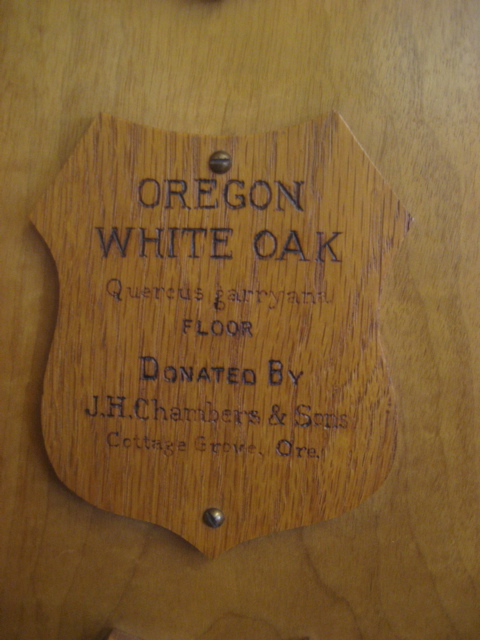 OREGON
WHITE OAK
Quercus garryana
FLOOR
DONATED BY
J.H. Chambers & Sons
Cottage Grove, Ore.